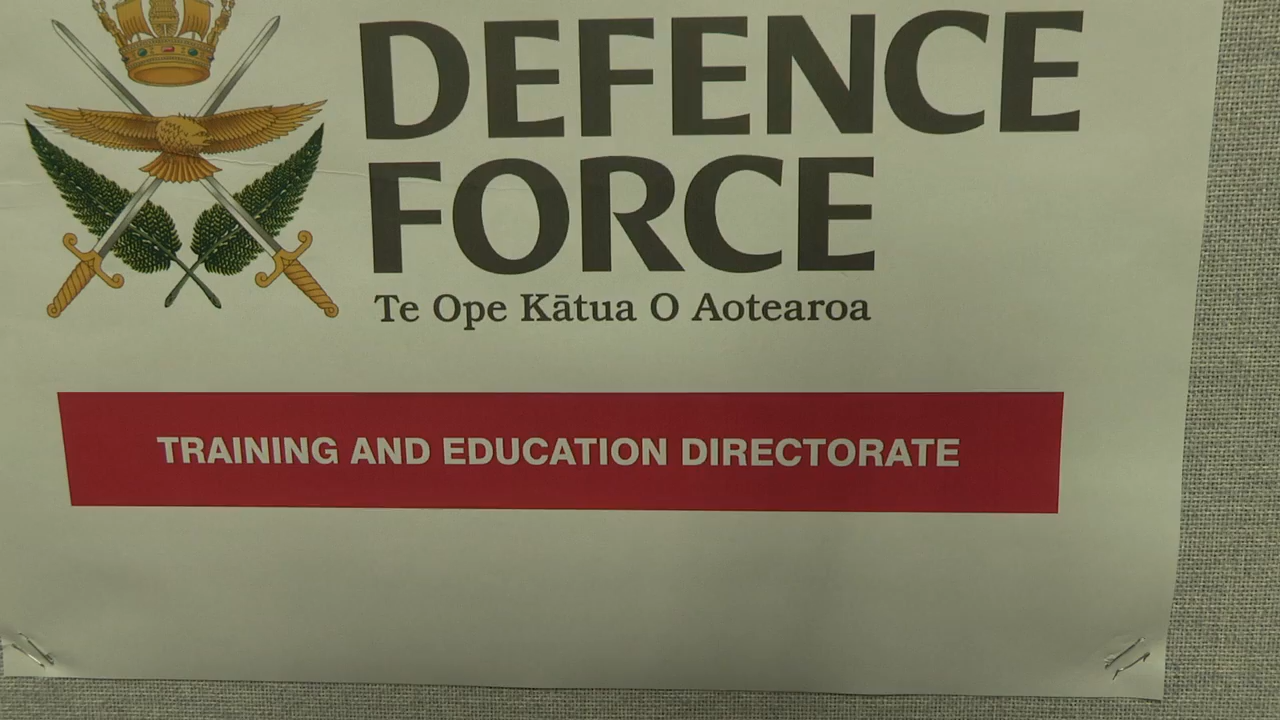 DEFENCE
FORCE
Te Ope Kātua O Aotearoa
TRAINING AND EDUCATION DIRECTORATE